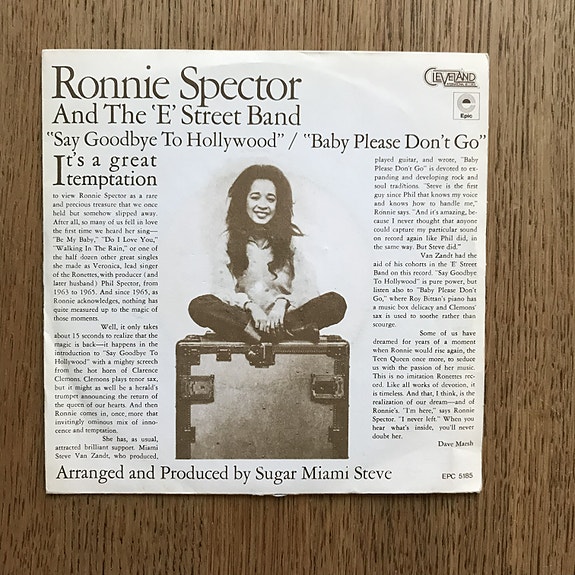 Ronnie Spector
And The 'E' Street Band
"Say Goodbye To Hollywood" / "Baby Please Don't Go"
CLEVELAND
Epic
It's a great
temptation
to view Ronnie Spector as a rare
and precious treasure that we once
held but somehow slipped away.
After all, so many of us fell in love
the first time we heard her sing—
"Be My Baby," "Do I Love You,"
"Walking In The Rain," or one of
the half dozen other great singles
she made as Veronica, lead singer
of the Ronettes, with producer (and
later husband) Phil Spector, from
1963 to 1965. And since 1965, as
Ronnie acknowledges, nothing has
quite measured up to the magic of
those moments.
Well, it only takes
about 15 seconds to realize that the
magic is back—it happens in the
introduction to "Say Goodbye To
Hollywood" with a mighty screech
from the hot horn of Clarence
Clemons. Clemons plays tenor sax,
but it might as well be a herald's
trumpet announcing the return of
the queen of our hearts. And then
Ronnie comes in, once more that
invitingly ominous mix of inno-
cence and temptation.
She has, as usual,
attracted brilliant support. Miami
Steve Van Zandt, who produced,
played guitar, and wrote, "Baby
Please Don't Go" is devoted to ex-
panding and developing rock and
soul traditions. "Steve is the first
guy since Phil that knows my voice
and knows how to handle me,"
Ronnie says. "And it's amazing, be-
cause I never thought that anyone
could capture my particular sound
on record again like Phil did, in
the same way. But Steve did."
Van Zandt had the
aid of his cohorts in the 'E' Street
Band on this record. "Say Goodbye
To Hollywood" is pure power, but
listen also to "Baby Please Don't
Go," where Roy Bittan's piano has
a music box delicacy and Clemons'
sax is used to soothe rather than
scourge.
Some of us have
dreamed for years of a moment
when Ronnie would rise again, the
Teen Queen once more, to seduce
us with the passion of her music.
This is no imitation Ronettes rec-
ord. Like all works of devotion, it
is timeless. And that, I think, is the
realization of our dream—and of
Ronnie's. "I'm here," says Ronnie
Spector. "I never left." When you
hear what's inside, you'll never
doubt her.
Dave Marsh
Arranged and Produced by Sugar Miami Steve
EPC 5185